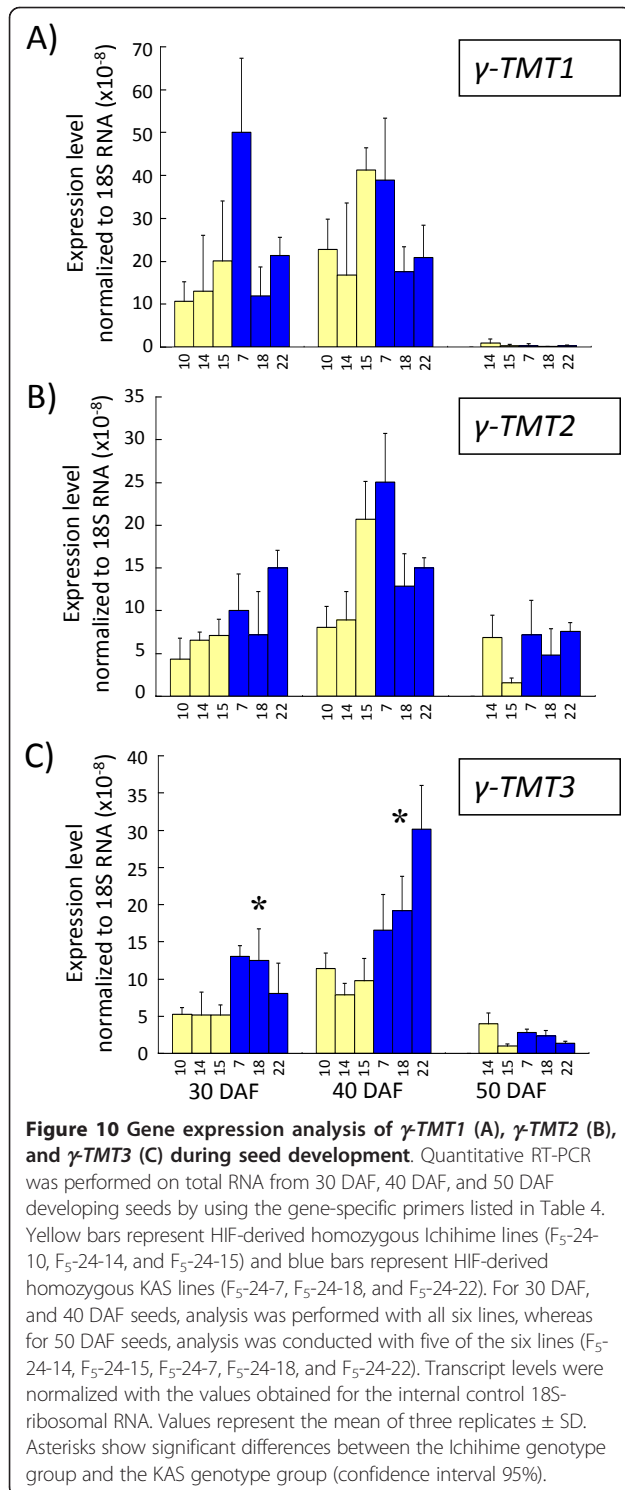 A)
γ-TMT1
Expression level
normalized to 18S RNA (x10-8)
70
60
50
40
30
20
10
0
10 14 15 7 18 22 10 14 15 7 18 22 14 15 7 18 22
B)
γ-TMT2
Expression level
normalized to 18S RNA (x10-8)
35
30
25
20
15
10
5
0
10 14 15 7 18 22 10 14 15 7 18 22 14 15 7 18 22
C)
γ-TMT3
Expression level
normalized to 18S RNA (x10-8)
40
35
30
25
20
15
10
5
0
* *
10 14 15 7 18 22 10 14 15 7 18 22 14 15 7 18 22
30 DAF 40 DAF 50 DAF
Figure 10 Gene expression analysis of γ-TMT1 (A), γ-TMT2 (B),
and γ-TMT3 (C) during seed development. Quantitative RT-PCR
was performed on total RNA from 30 DAF, 40 DAF, and 50 DAF
developing seeds by using the gene-specific primers listed in Table 4.
Yellow bars represent HIF-derived homozygous Ichihime lines (F5-24-
10, F5-24-14, and F5-24-15) and blue bars represent HIF-derived
homozygous KAS lines (F5-24-7, F5-24-18, and F5-24-22). For 30 DAF,
and 40 DAF seeds, analysis was performed with all six lines, whereas
for 50 DAF seeds, analysis was conducted with five of the six lines (F5-
24-14, F5-24-15, F5-24-7, F5-24-18, and F5-24-22). Transcript levels were
normalized with the values obtained for the internal control 18S-
ribosomal RNA. Values represent the mean of three replicates ± SD.
Asterisks show significant differences between the Ichihime genotype
group and the KAS genotype group (confidence interval 95%).